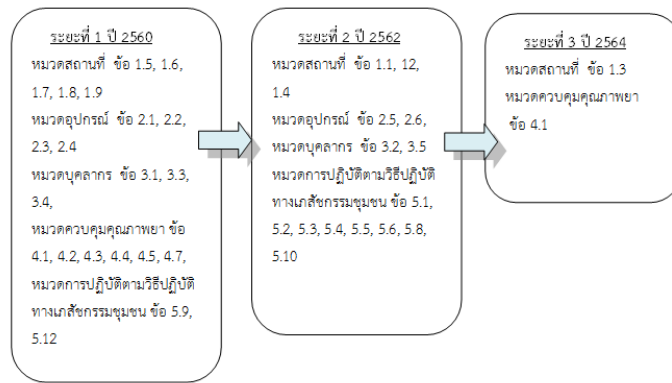 ระยะที่ 1 ปี 2560
หมวดสถานที่ ข้อ 1.5, 1.6,
1.7, 1.8, 1.9
หมวดอุปกรณ์ ข้อ 2.1, 2.2,
2.3, 2.4
หมวดบุคลากร ข้อ 3.1, 3.3,
3.4,
หมวดควบคุมคุณภาพยา ข้อ
4.1, 4.2, 4.3, 4.4, 4.5, 4.7,
หมวดการปฏิบัติตามวิธีปฏิบัติ
ทางเภสัชกรรมชุมชน ข้อ 5.9,
5.12
ระยะที่ 2 ปี 2562
หมวดสถานที่ ข้อ 1.1, 12,
1.4
หมวดอุปกรณ์ ข้อ 2.5, 2.6,
หมวดบุคลากร ข้อ 3.2, 3.5
หมวดการปฏิบัติตามวิธีปฏิบัติ
ทางเภสัชกรรมชุมชน ข้อ 5.1,
5.2, 5.3, 5.4, 5.5, 5.6, 5.8,
5.10
ระยะที่ 3 ปี 2564
หมวดสถานที่ ข้อ 1.3
หมวดควบคุมคุณภาพยา
ข้อ 4.1